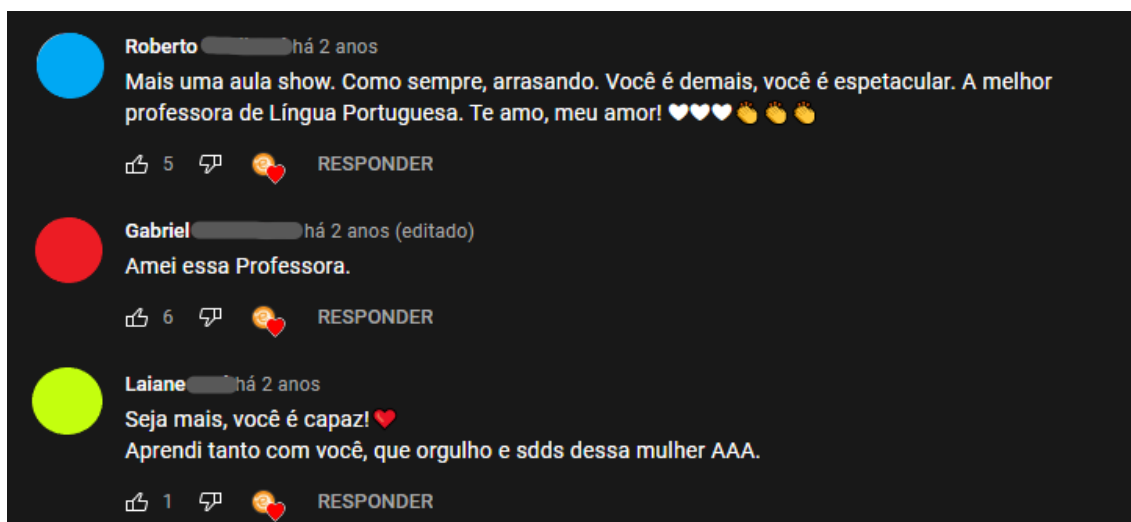 Roberto há 2 anos
Mais uma aula show. Como sempre, arrasando. Você é demais, você é espetacular. A melhor
professora de Língua Portuguesa. Te amo, meu amor! 🤍🤍🤍👏👏👏
5 RESPONDER
Gabriel há 2 anos (editado)
Amei essa Professora.
6 RESPONDER
Laiane há 2 anos
Seja mais, você é capaz!❤️
Aprendi tanto com você, que orgulho e sdds dessa mulher AAA.
1 RESPONDER